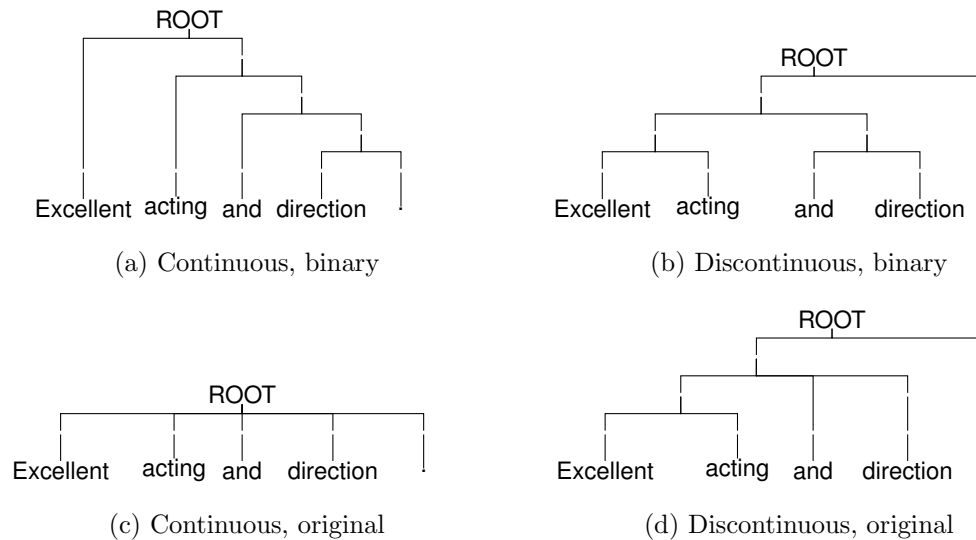 ROOT
Excellent acting and direction .
(a) Continuous, binary
ROOT
Excellent acting and direction
(b) Discontinuous, binary
ROOT
Excellent acting and direction .
(c) Continuous, original
ROOT
Excellent acting and direction
(d) Discontinuous, original